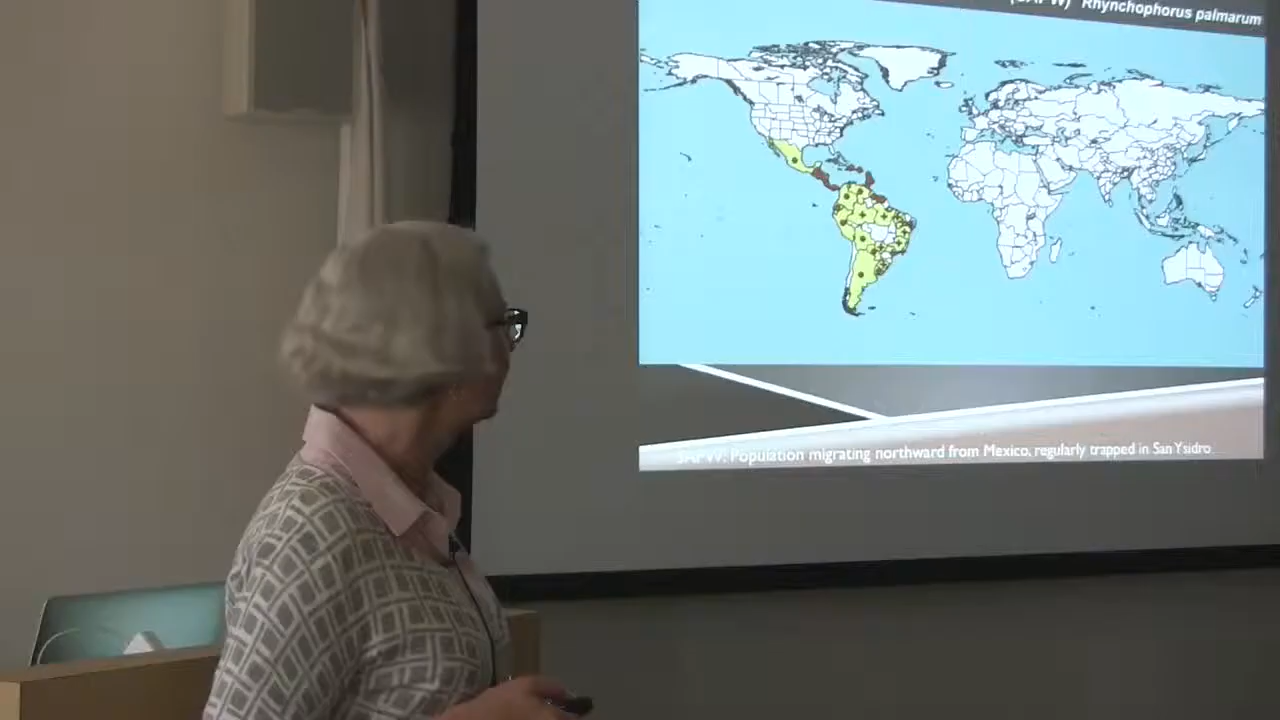 Rhynchophorus palmarum
Population migrating northward from Mexico, regularly trapped in San Ysidro